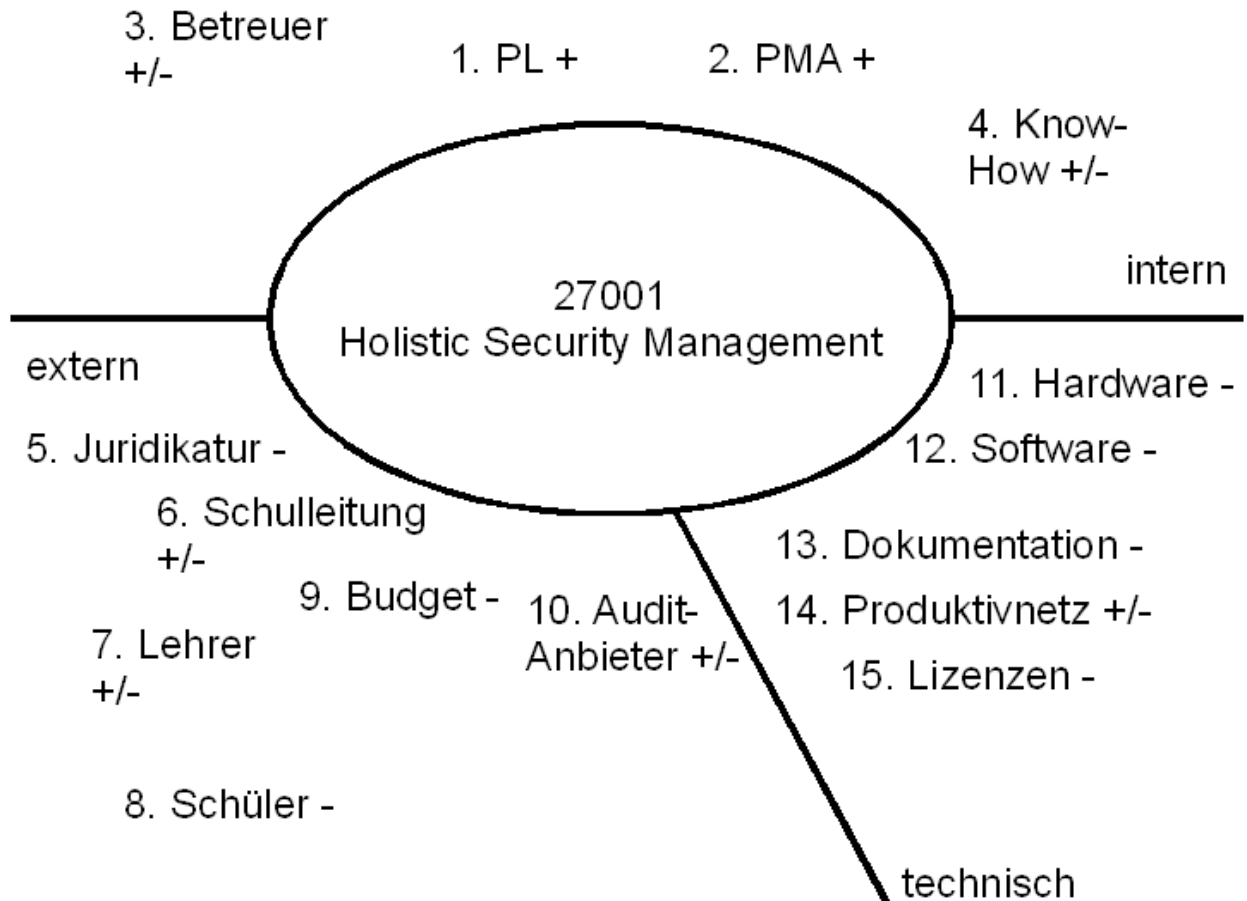 3. Betreuer
+/-
1. PL +
2. PMA +
4. Know-
How +/-
intern
27001
Holistic Security Management
extern
11. Hardware -
5. Juridikatur -
12. Software -
6. Schulleitung
+/-
13. Dokumentation -
9. Budget -
10. Audit-
Anbieter +/-
14. Produktivnetz +/-
7. Lehrer
+/-
15. Lizenzen -
8. Schüler -
technisch